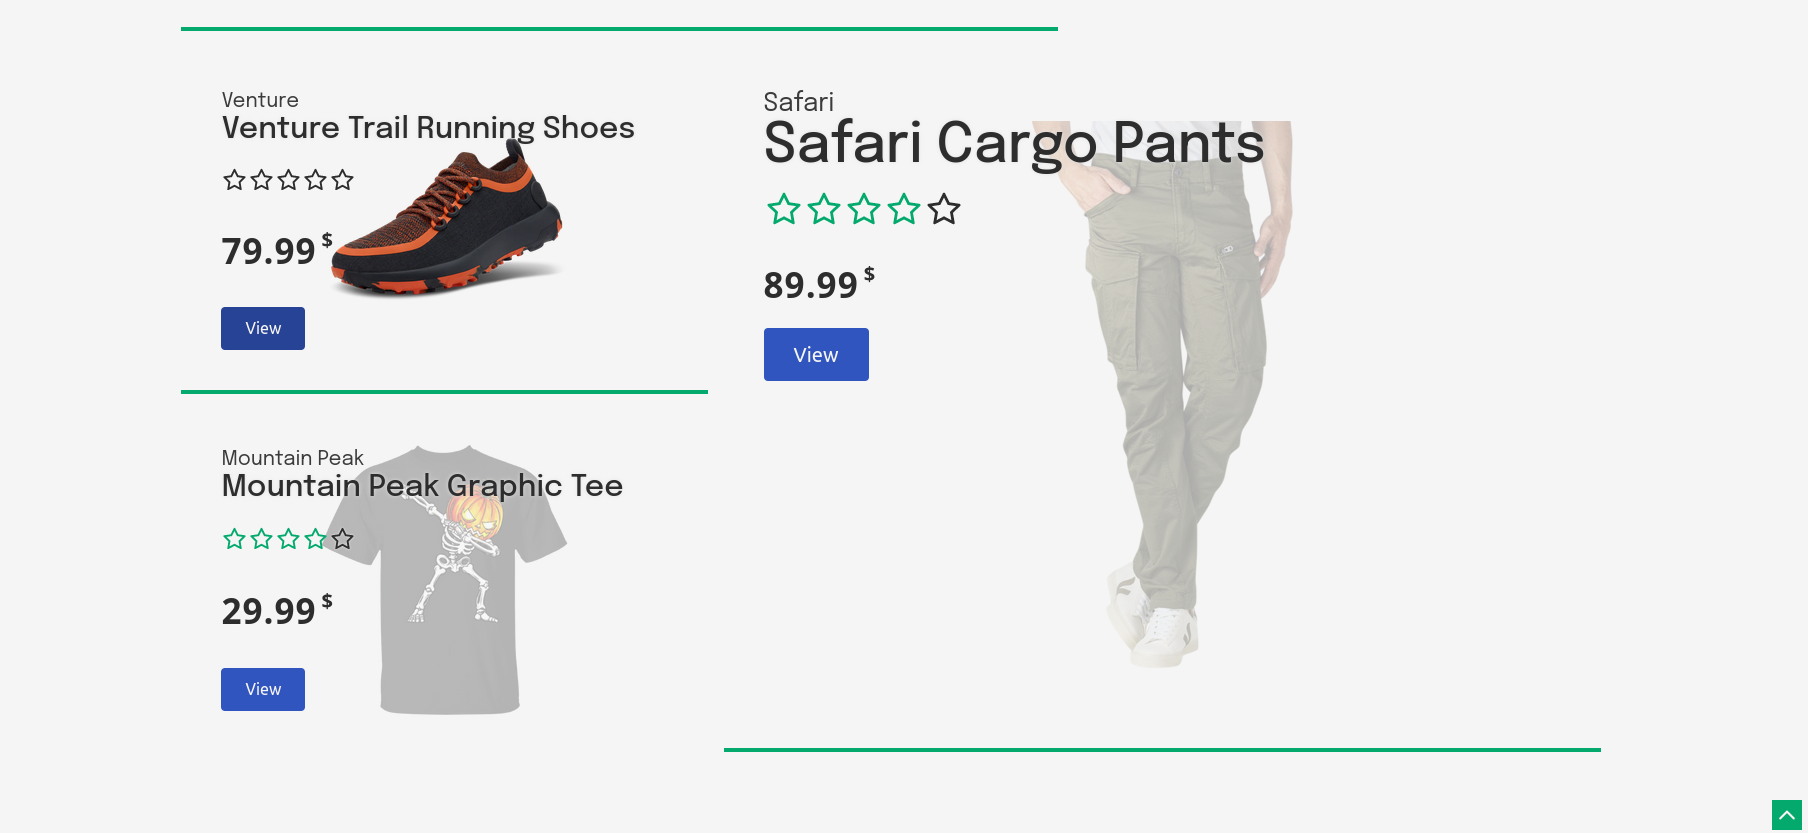 Venture
Venture Trail Running Shoes
79.99 $
View
Mountain Peak
Mountain Peak Graphic Tee
29.99 $
View
Safari
Safari Cargo Pants
89.99 $
View